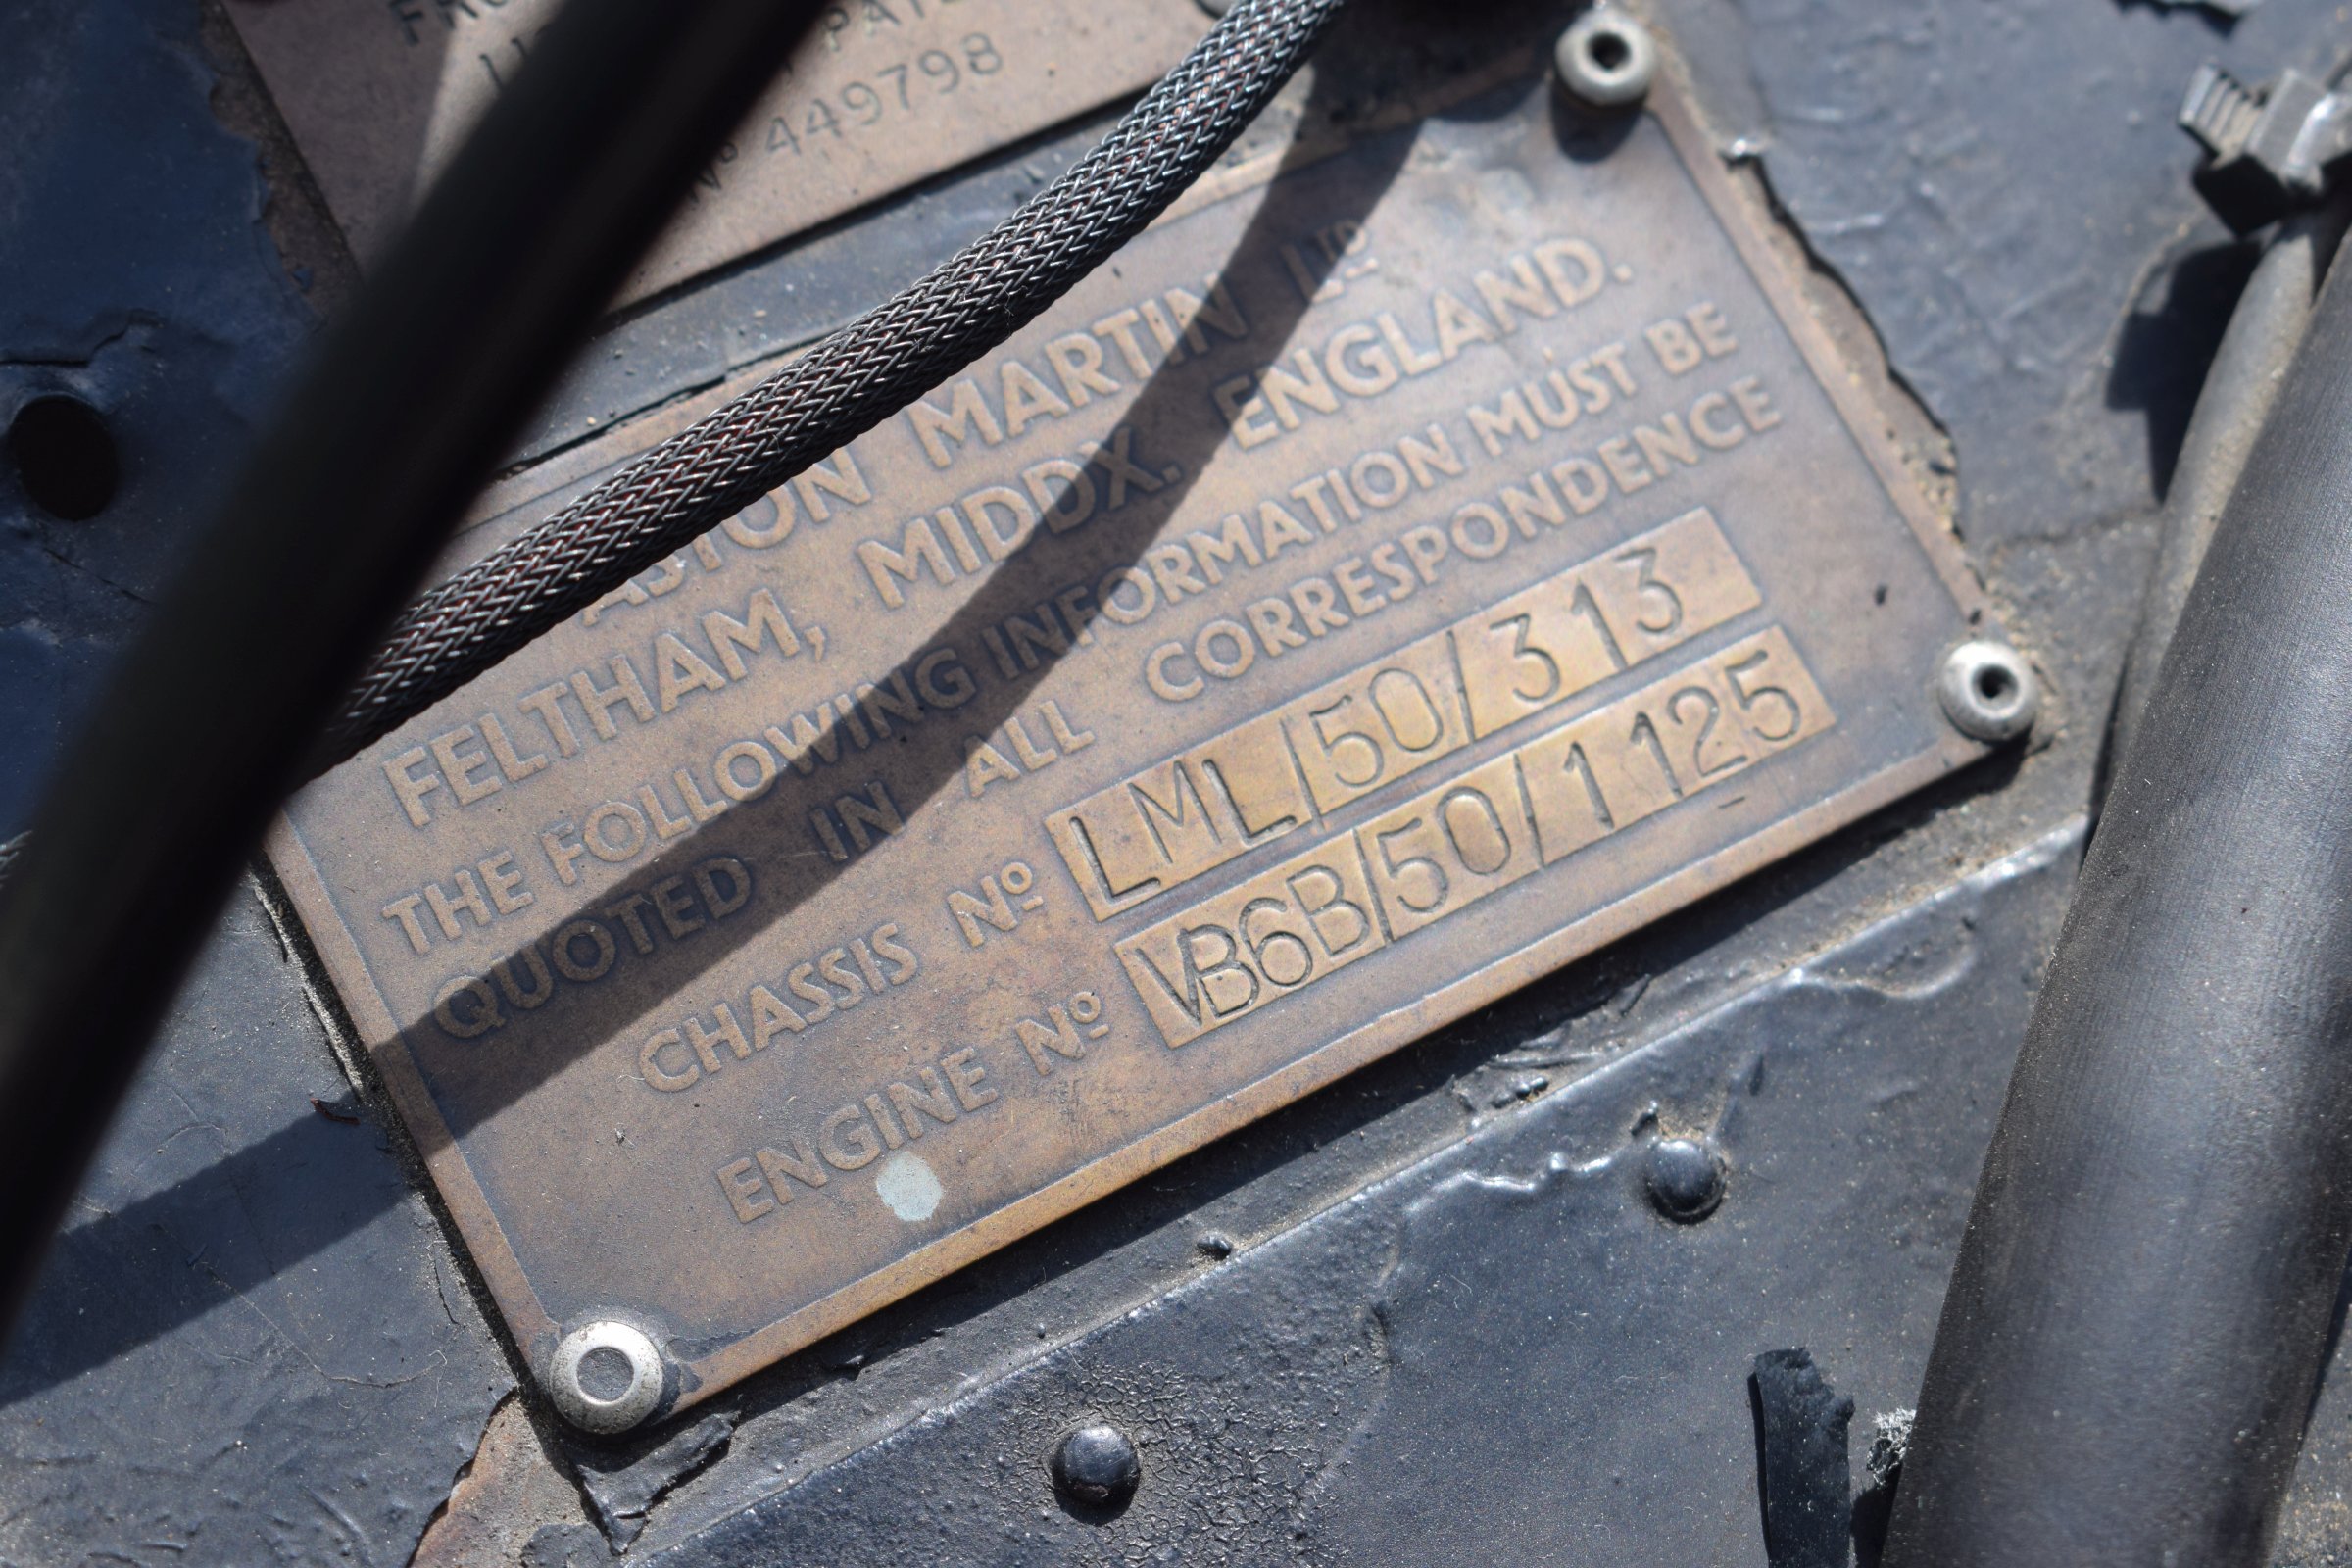 Nº 449798
ASTON MARTIN LTD
FELTHAM, MIDDX. ENGLAND.
THE FOLLOWING INFORMATION MUST BE
QUOTED IN ALL CORRESPONDENCE
CHASSIS Nº LML/50/313
ENGINE Nº VB6B/50/1125